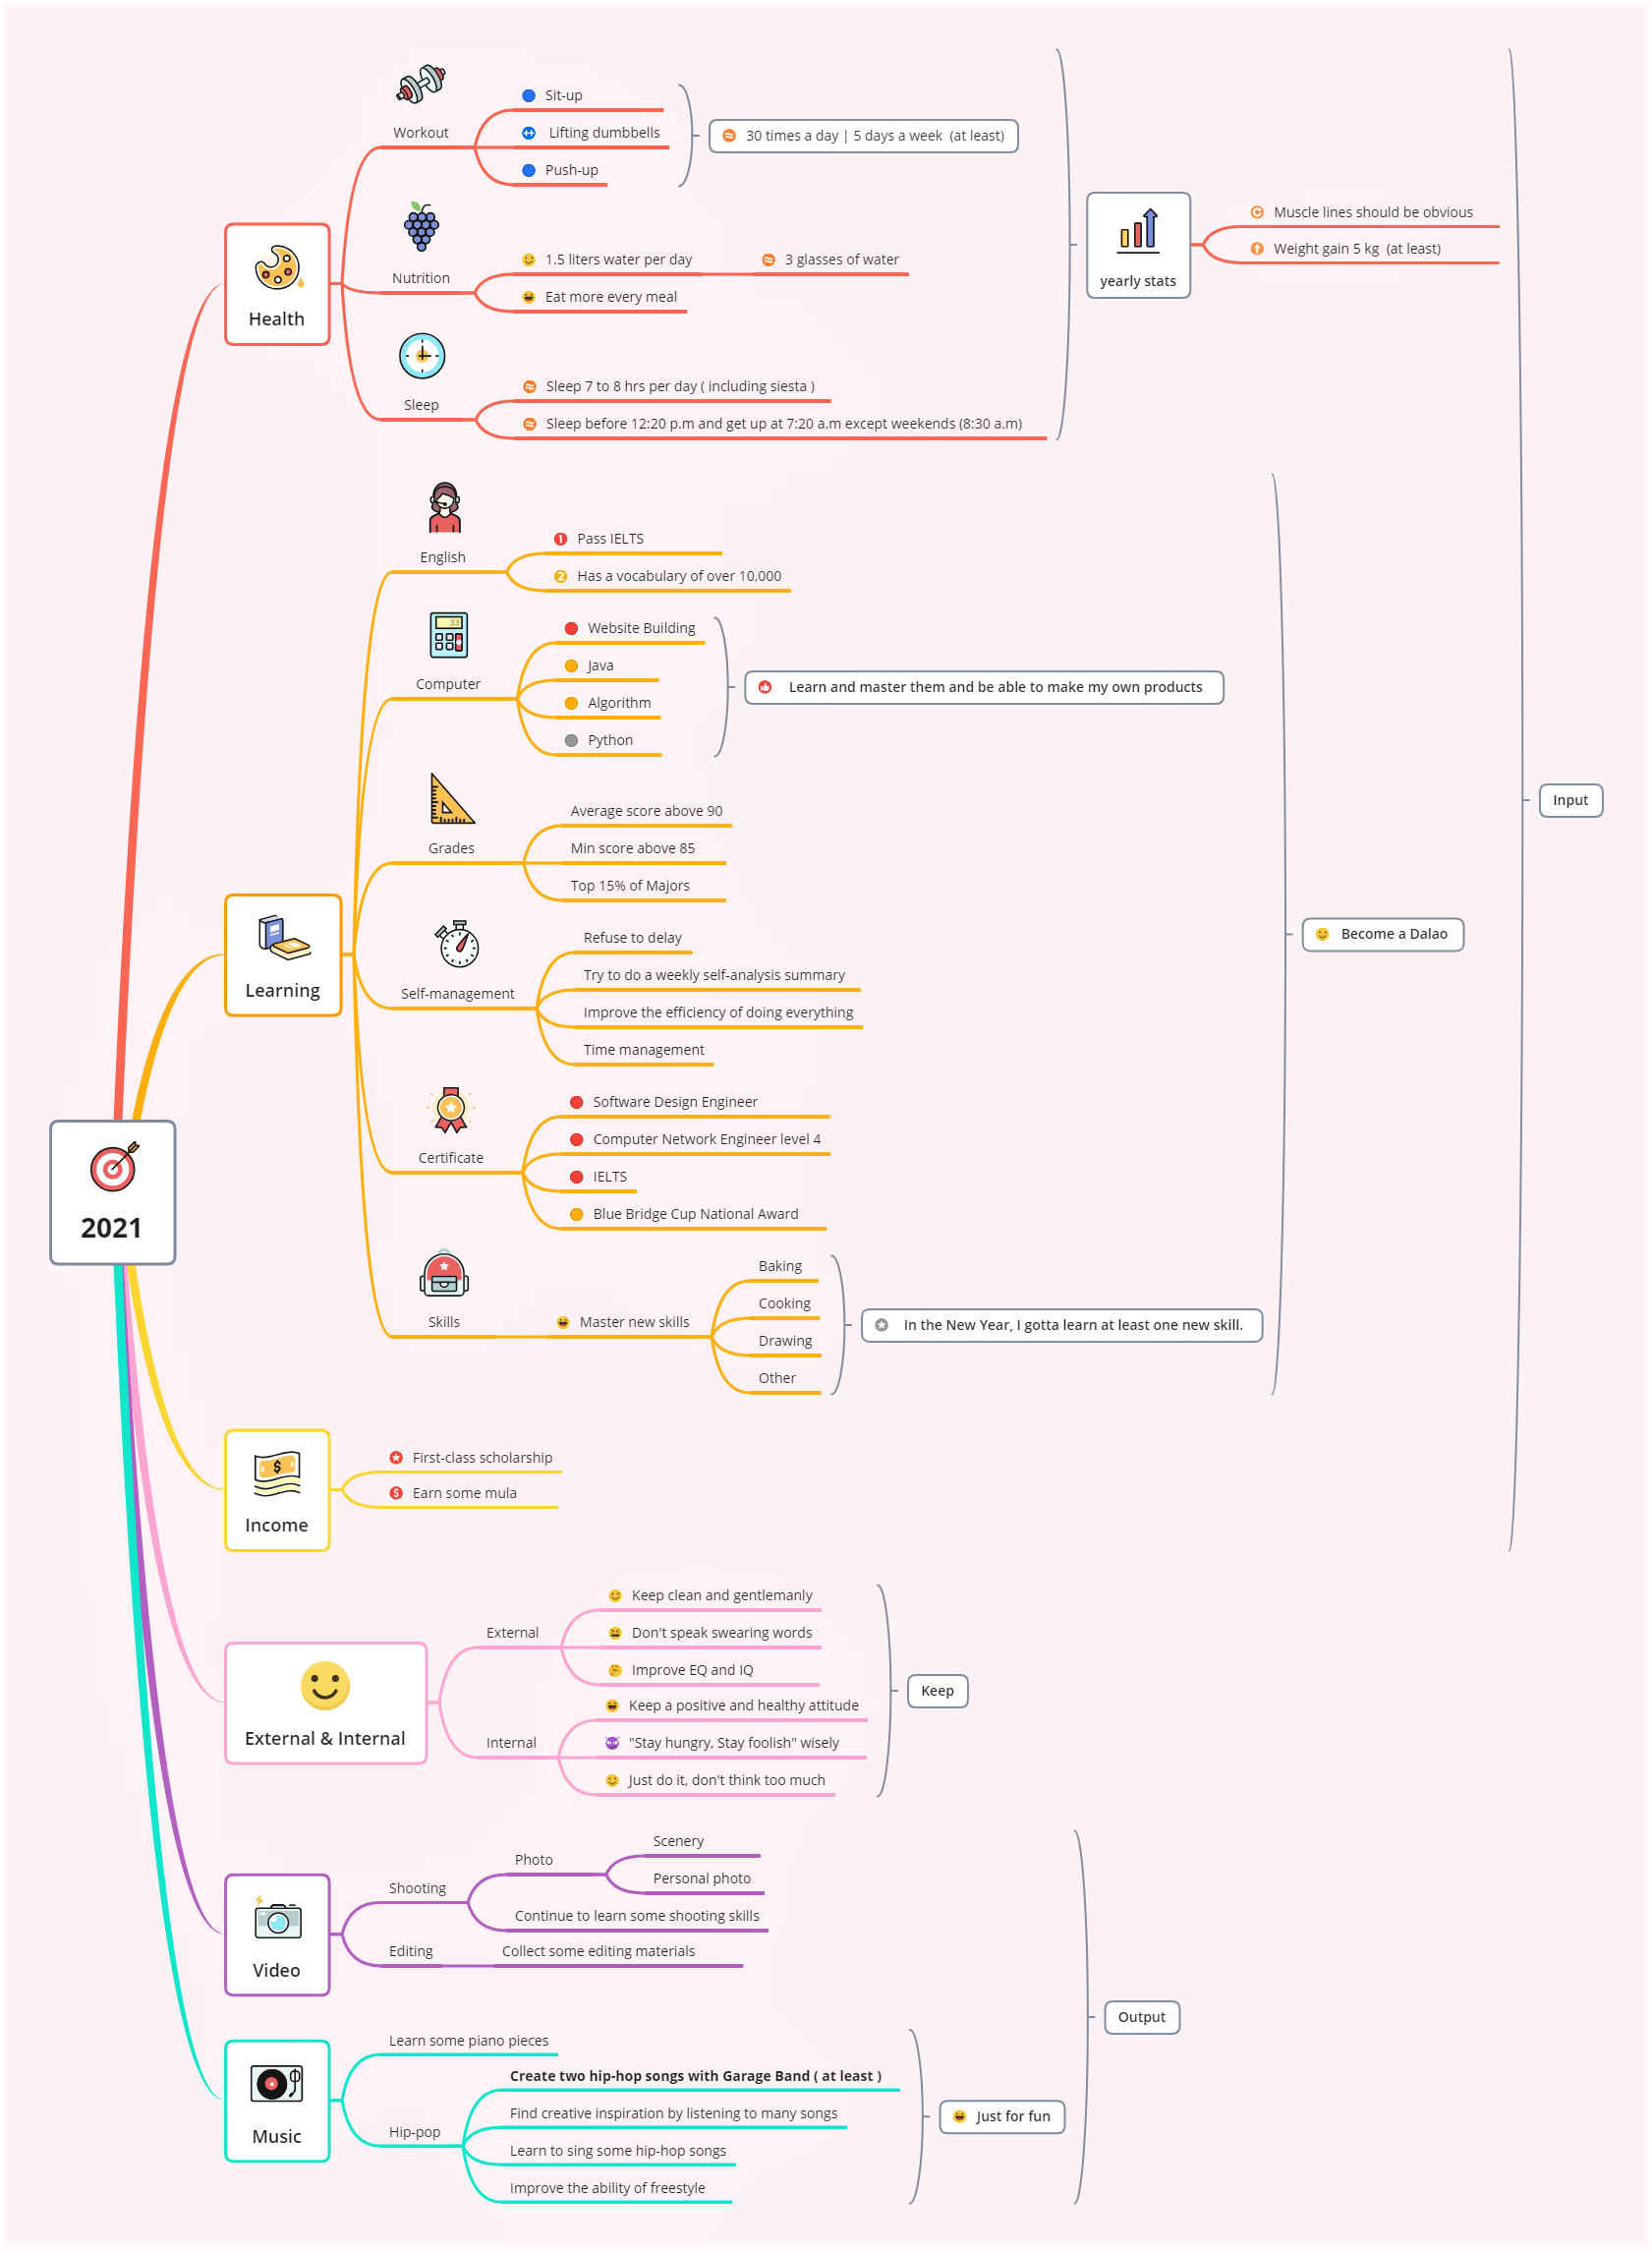 2021
Health
Workout
Sit-up
Lifting dumbbells
Push-up
30 times a day | 5 days a week (at least)
Nutrition
1.5 liters water per day
3 glasses of water
Eat more every meal
Sleep
Sleep 7 to 8 hrs per day ( including siesta )
Sleep before 12:20 p.m and get up at 7:20 a.m except weekends (8:30 a.m)
yearly stats
Muscle lines should be obvious
Weight gain 5 kg (at least)
Learning
English
1 Pass IELTS
2 Has a vocabulary of over 10,000
33
Computer
Website Building
Java
Algorithm
Python
Learn and master them and be able to make my own products
Grades
Average score above 90
Min score above 85
Top 15% of Majors
Self-management
Refuse to delay
Try to do a weekly self-analysis summary
Improve the efficiency of doing everything
Time management
Certificate
Software Design Engineer
Computer Network Engineer level 4
IELTS
Blue Bridge Cup National Award
Skills
Master new skills
Baking
Cooking
Drawing
Other
In the New Year, I gotta learn at least one new skill.
Become a Dalao
$
Income
First-class scholarship
$ Earn some mula
Input
External & Internal
External
Keep clean and gentlemanly
Don't speak swearing words
Improve EQ and IQ
Internal
Keep a positive and healthy attitude
"Stay hungry, Stay foolish" wisely
Just do it, don't think too much
Keep
Video
Shooting
Photo
Scenery
Personal photo
Continue to learn some shooting skills
Editing
Collect some editing materials
Music
Learn some piano pieces
Hip-pop
Create two hip-hop songs with Garage Band ( at least )
Find creative inspiration by listening to many songs
Learn to sing some hip-hop songs
Improve the ability of freestyle
Just for fun
Output